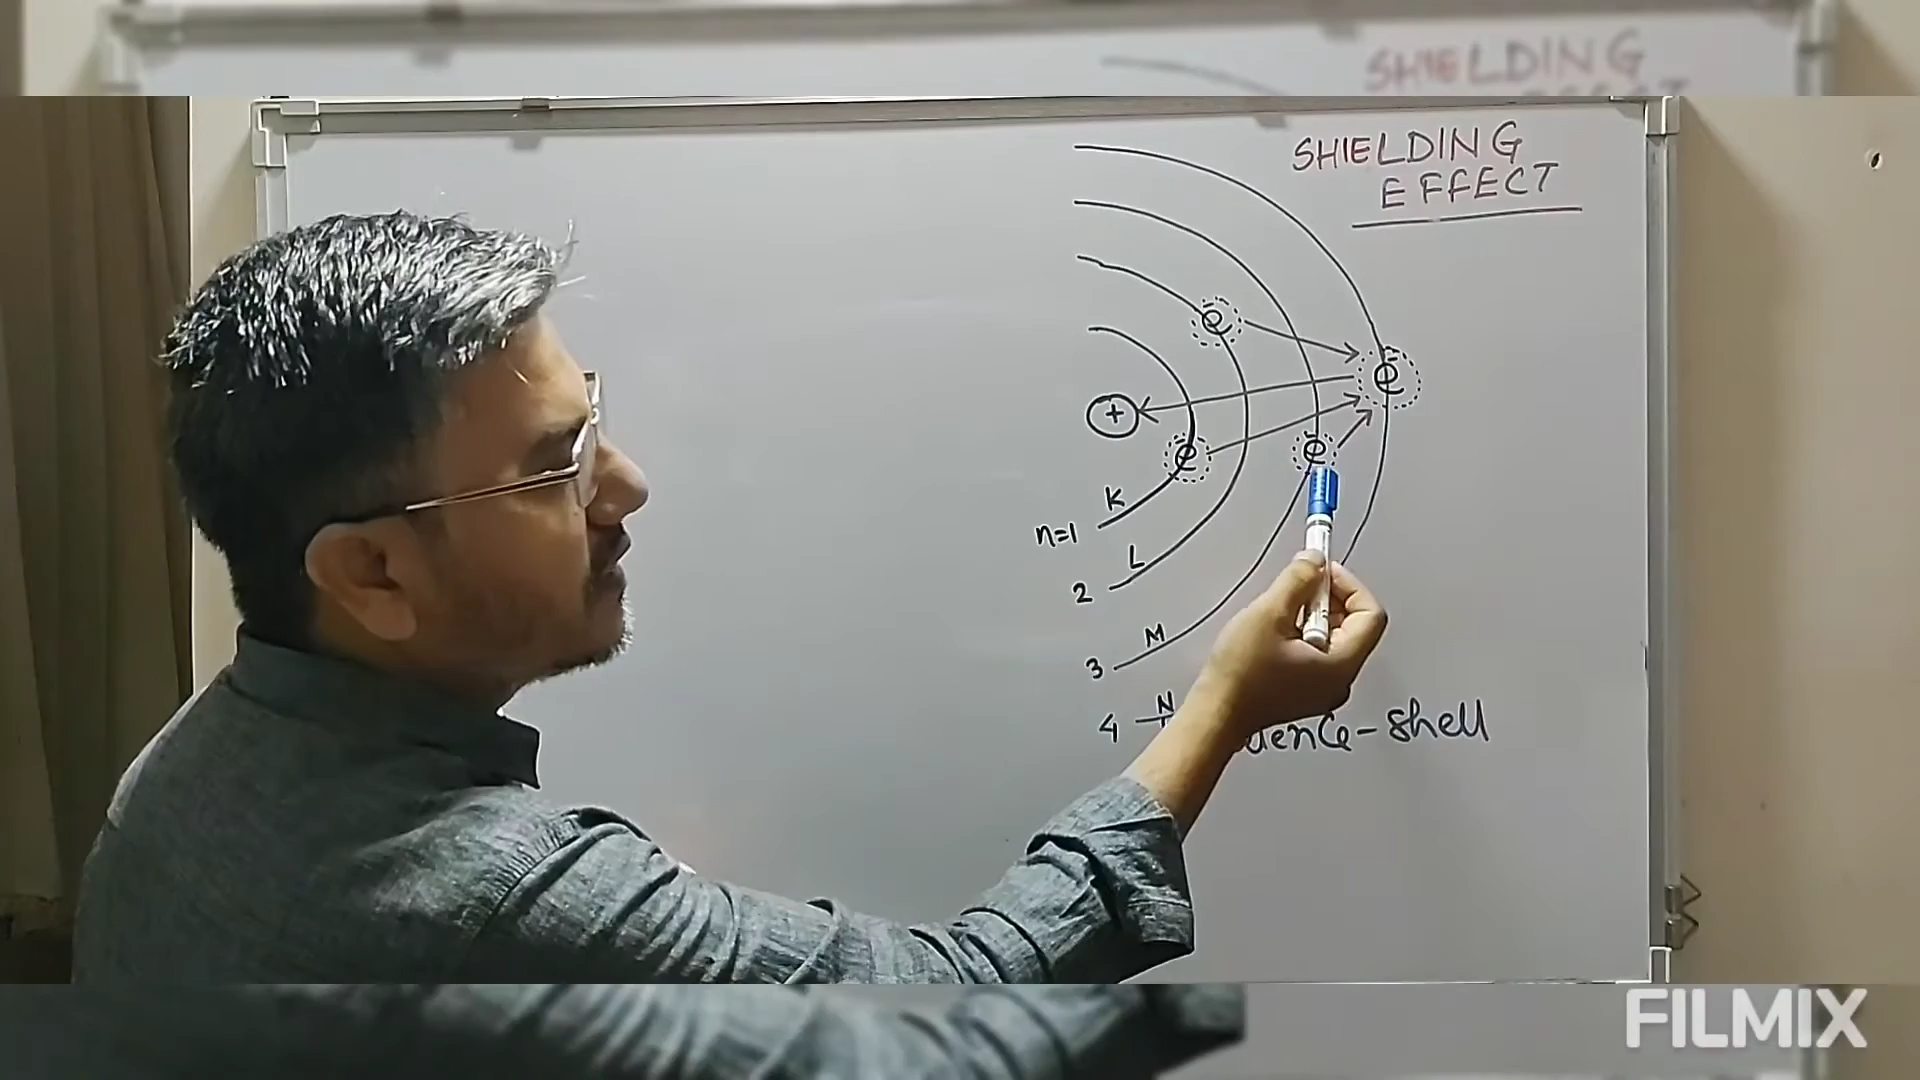 SHIELDING
SHIELDING
EFFECT
e⁻
e⁻
+
e⁻
e⁻
K
n=1
L
2
M
3
N
4
-shell
FILMIX